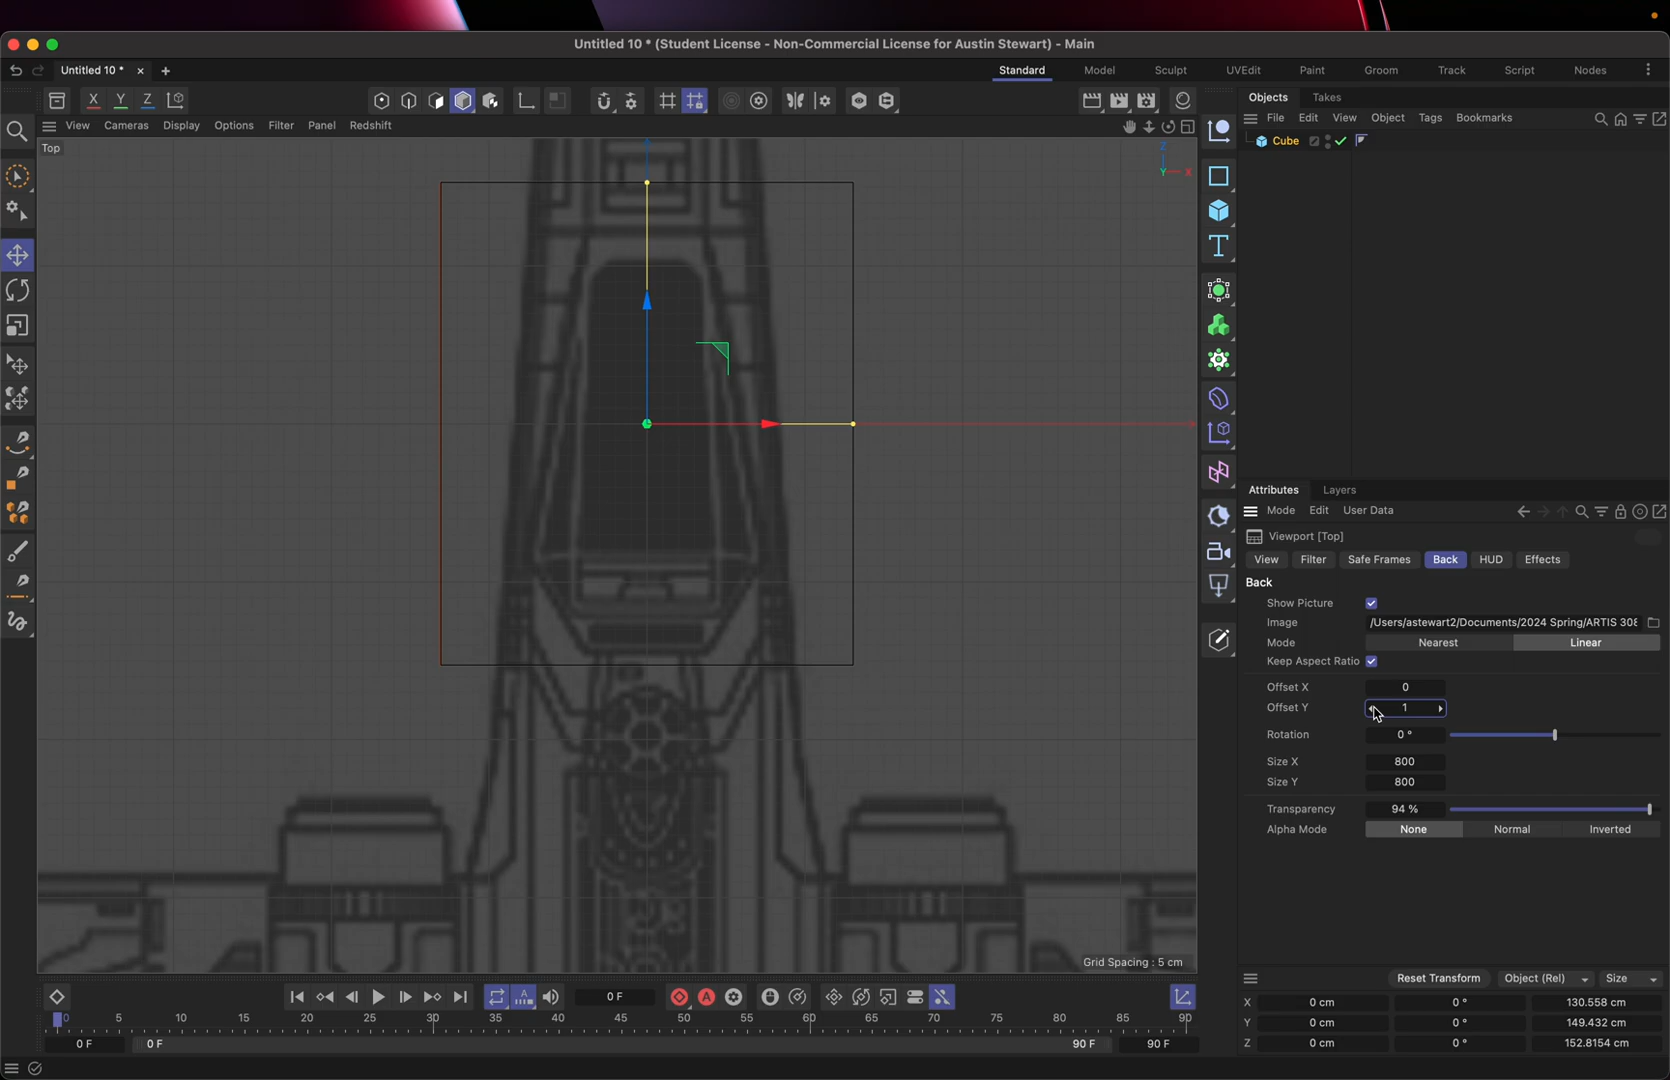 Untitled 10 * (Student License - Non-Commercial License for Austin Stewart) - Main
Untitled 10 * × +
Standard Model Sculpt UVEdit Paint Groom Track Script Nodes
X Y Z
Objects Takes
View Cameras Display Options Filter Panel Redshift
File Edit View Object Tags Bookmarks
Top
Z
Y X
Cube
T
Attributes Layers
Mode Edit User Data
Viewport [Top]
View Filter Safe Frames Back HUD Effects
Back
Show Picture
Image /Users/astewart2/Documents/2024 Spring/ARTIS 308
Mode Nearest Linear
Keep Aspect Ratio
Offset X 0
Offset Y 1
Rotation 0 °
Size X 800
Size Y 800
Transparency 94 %
Alpha Mode None Normal Inverted
Grid Spacing : 5 cm
Reset Transform Object (Rel) Size
0 F
A
X 0 cm 0 ° 130.558 cm
Y 0 cm 0 ° 149.432 cm
Z 0 cm 0 ° 152.8154 cm
0 5 10 15 20 25 30 35 40 45 50 55 60 65 70 75 80 85 90
0 F 0 F 90 F 90 F